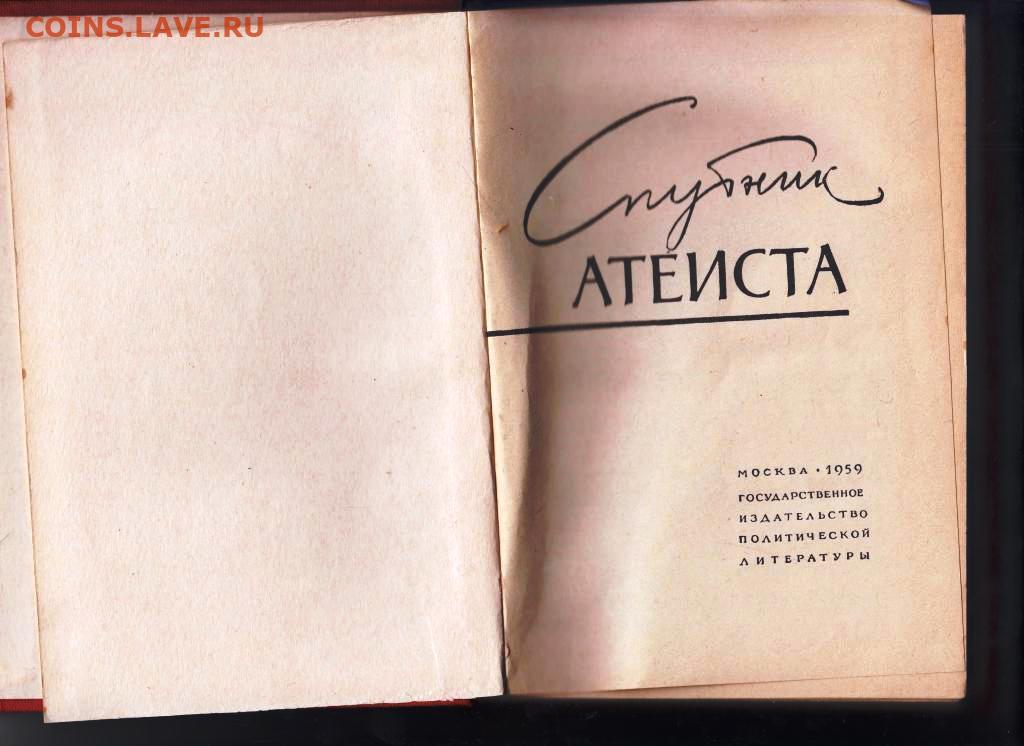 COINS.LAVE.RU
Спутник
АТЕИСТА
МОСКВА · 1959
ГОСУДАРСТВЕННОЕ
ИЗДАТЕЛЬСТВО
ПОЛИТИЧЕСКОЙ
ЛИТЕРАТУРЫ